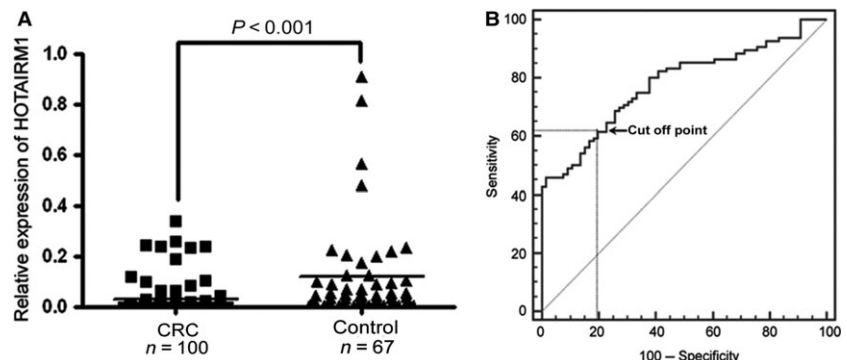 A
P < 0.001
Relative expression of HOTAIRM1
1.0
0.8
0.6
0.4
0.2
0.0
CRC
n = 100
Control
n = 67
B
Sensitivity
100
80
60
40
20
0
Cut off point
0 20 40 60 80 100
100 – Specificity